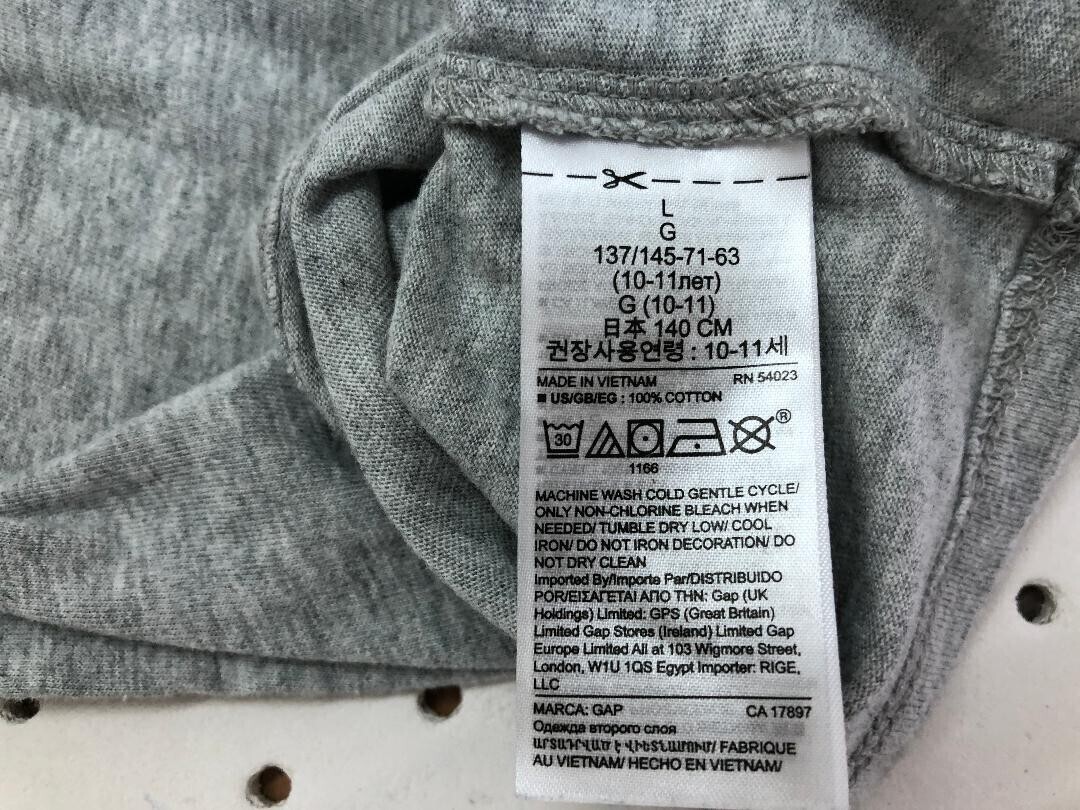 L
G
137/145-71-63
(10-11лет)
G (10-11)
日本 140 CM
권장사용연령 : 10-11세
MADE IN VIETNAM RN 54023
■ US/GB/EG : 100% COTTON
30 ®
1166
MACHINE WASH COLD GENTLE CYCLE/
ONLY NON-CHLORINE BLEACH WHEN
NEEDED/ TUMBLE DRY LOW/ COOL
IRON/ DO NOT IRON DECORATION/ DO
NOT DRY CLEAN
Imported By/Importe Par/DISTRIBUIDO
POR/ΕΙΣΑΓΕΤΑΙ ΑΠΟ ΤΗΝ: Gap (UK
Holdings) Limited: GPS (Great Britain)
Limited Gap Stores (Ireland) Limited Gap
Europe Limited All at 103 Wigmore Street,
London, W1U 1QS Egypt Importer: RIGE,
LLC
MARCA: GAP CA 17897
Одежда второго слоя
ԱՐՏԱԴՐՎԱԾ Է ՎԻԵՏՆԱՄՈՒՄ/ FABRIQUE
AU VIETNAM/ HECHO EN VIETNAM/